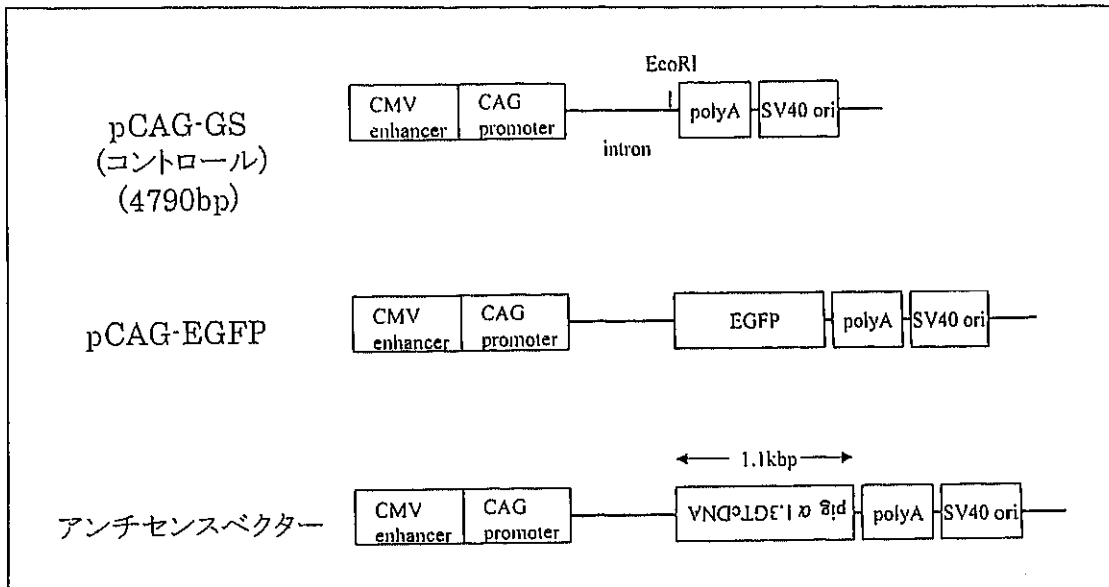 pCAG-GS
(コントロール)
(4790bp)
CMV
enhancer
CAG
promoter
intron
EcoRI
polyA
SV40 ori
pCAG-EGFP
CMV
enhancer
CAG
promoter
EGFP
polyA
SV40 ori
アンチセンスベクター
CMV
enhancer
CAG
promoter
1.1kbp
pig α 1.3GTcDNA
polyA
SV40 ori